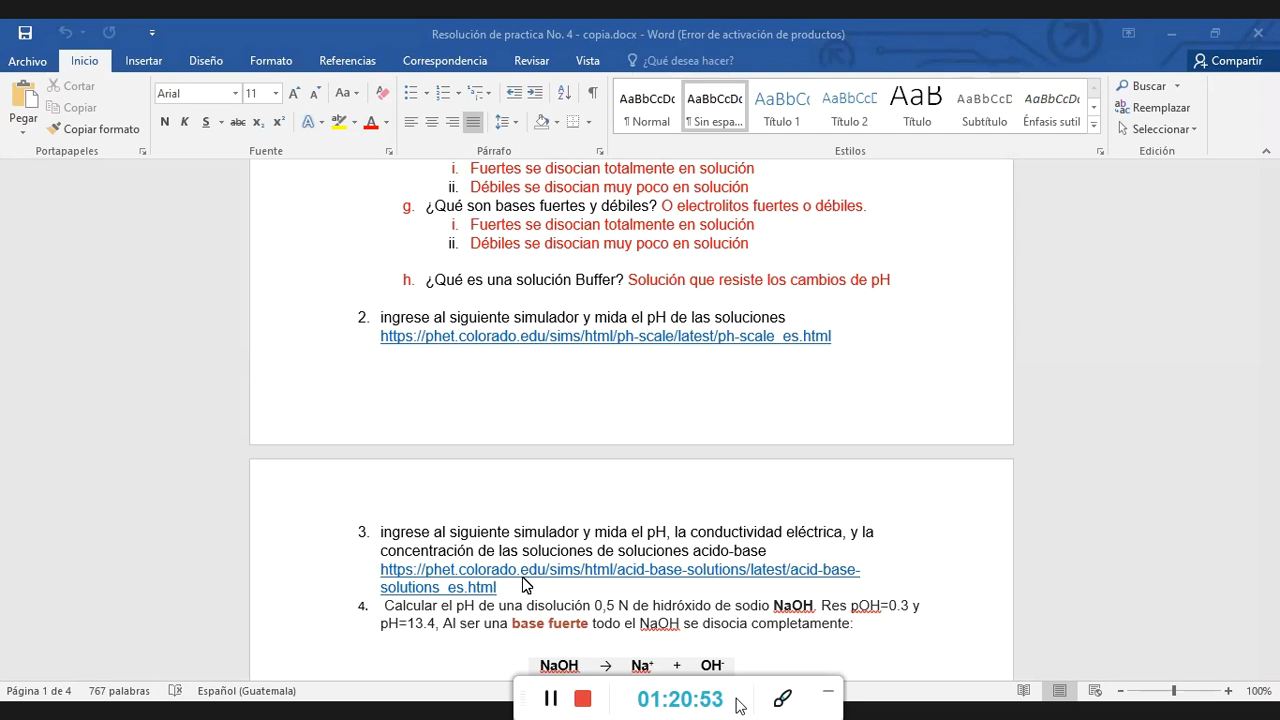 Resolución de practica No. 4 - copia.docx - Word (Error de activación de productos)
Archivo Inicio Insertar Diseño Formato Referencias Correspondencia Revisar Vista ¿Qué desea hacer? Compartir
Pegar
Cortar
Copiar
Copiar formato
Portapapeles
Arial 11 Aa
N K S abc x₂ x² A A
Fuente
Párrafo
AaBbCcDc AaBbCcDc AaBbCcD AaBbCcD AaB AaBbCcD AaBbCcD
¶ Normal ¶ Sin espa... Título 1 Título 2 Título Subtítulo Énfasis sutil
Estilos
Buscar
Reemplazar
Seleccionar
Edición
i. Fuertes se disocian totalmente en solución
ii. Débiles se disocian muy poco en solución
g. ¿Qué son bases fuertes y débiles? O electrolitos fuertes o débiles.
i. Fuertes se disocian totalmente en solución
ii. Débiles se disocian muy poco en solución
h. ¿Qué es una solución Buffer? Solución que resiste los cambios de pH
2. ingrese al siguiente simulador y mida el pH de las soluciones
https://phet.colorado.edu/sims/html/ph-scale/latest/ph-scale_es.html
3. ingrese al siguiente simulador y mida el pH, la conductividad eléctrica, y la
concentración de las soluciones de soluciones acido-base
https://phet.colorado.edu/sims/html/acid-base-solutions/latest/acid-base-
solutions_es.html
4. Calcular el pH de una disolución 0,5 N de hidróxido de sodio NaOH. Res pOH=0.3 y
pH=13.4, Al ser una base fuerte todo el NaOH se disocia completamente:
NaOH → Na⁺ + OH⁻
Página 1 de 4 767 palabras Español (Guatemala) 100%
01:20:53